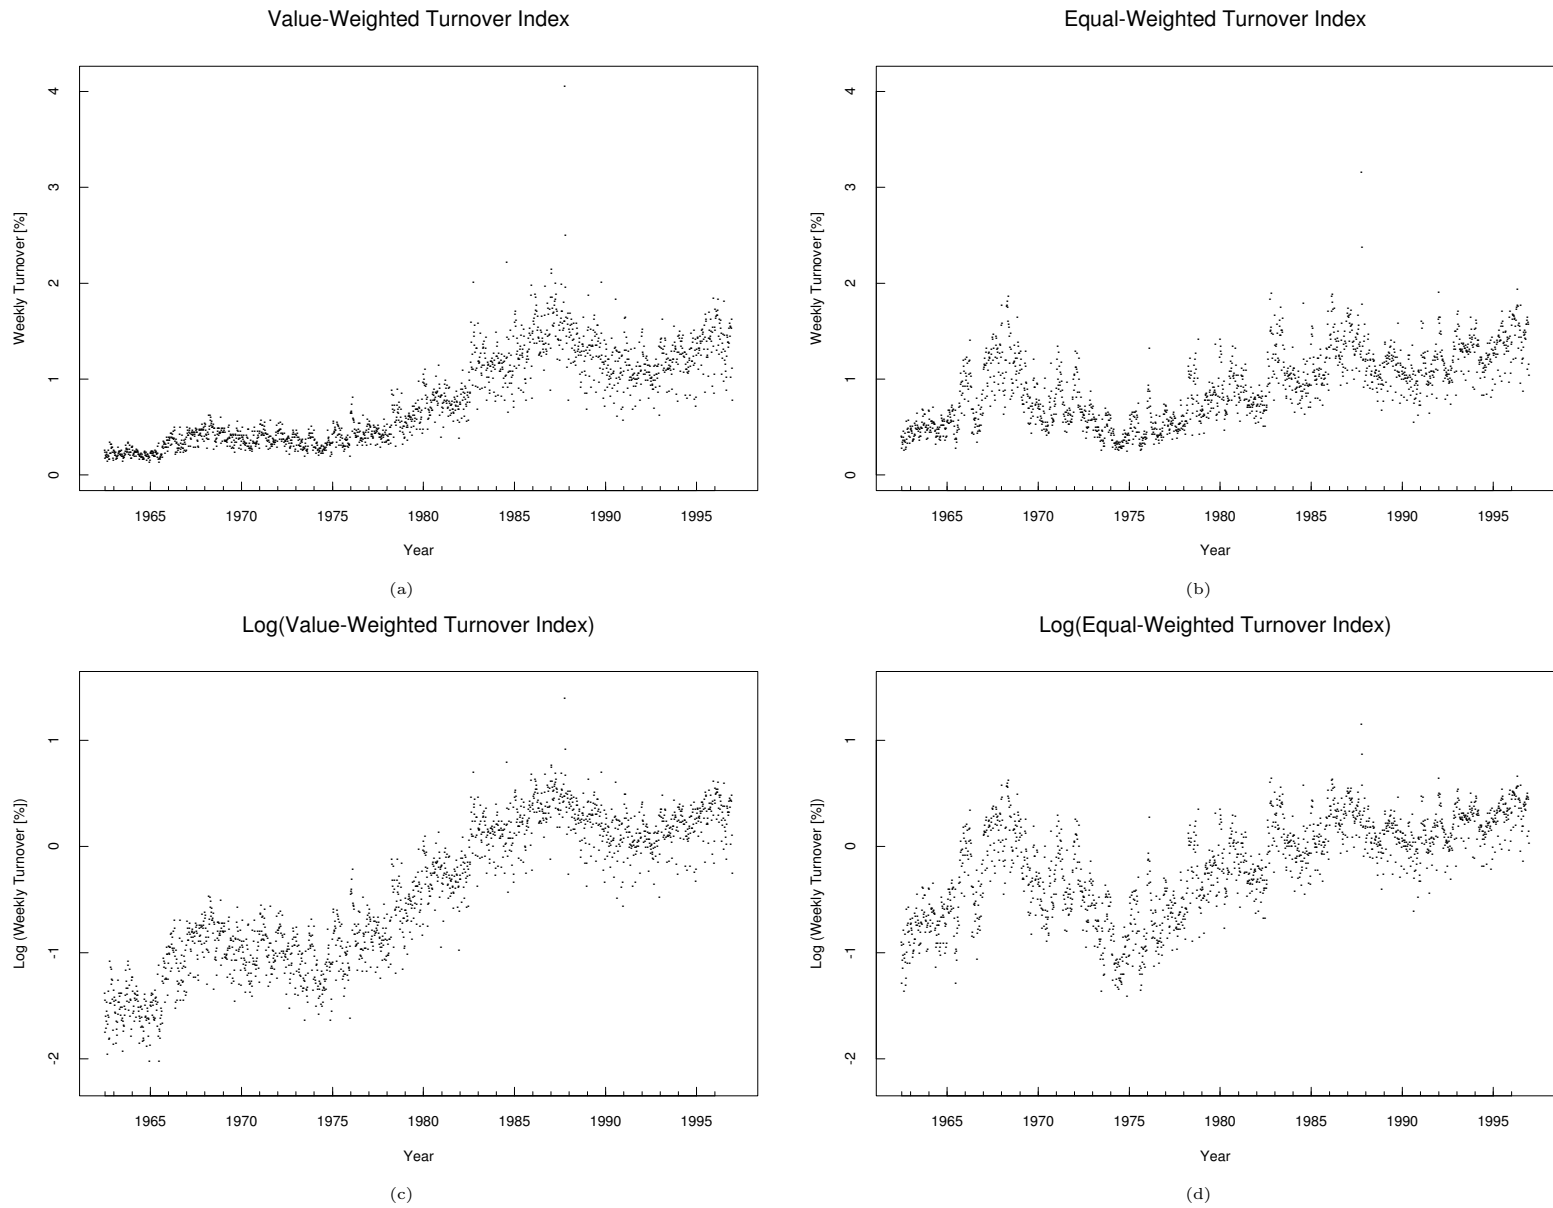 Value-Weighted Turnover Index
Weekly Turnover [%]
4
3
2
1
0
1965 1970 1975 1980 1985 1990 1995
Year
(a)
Equal-Weighted Turnover Index
Weekly Turnover [%]
4
3
2
1
0
1965 1970 1975 1980 1985 1990 1995
Year
(b)
Log(Value-Weighted Turnover Index)
Log (Weekly Turnover [%])
1
0
-1
-2
1965 1970 1975 1980 1985 1990 1995
Year
(c)
Log(Equal-Weighted Turnover Index)
Log (Weekly Turnover [%])
1
0
-1
-2
1965 1970 1975 1980 1985 1990 1995
Year
(d)